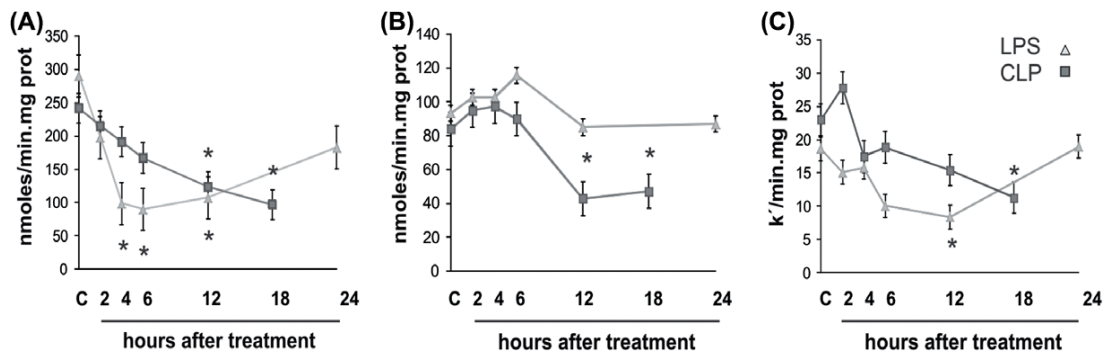 (A)
nmoles/min.mg prot
350
300
250
200
150
100
50
0
*
*
*
*
*
C 2 4 6 12 18 24
hours after treatment
(B)
nmoles/min.mg prot
140
120
100
80
60
40
20
0
*
*
C 2 4 6 12 18 24
hours after treatment
(C)
k´/min.mg prot
35
30
25
20
15
10
5
0
LPS
CLP
*
*
C 2 4 6 12 18 24
hours after treatment